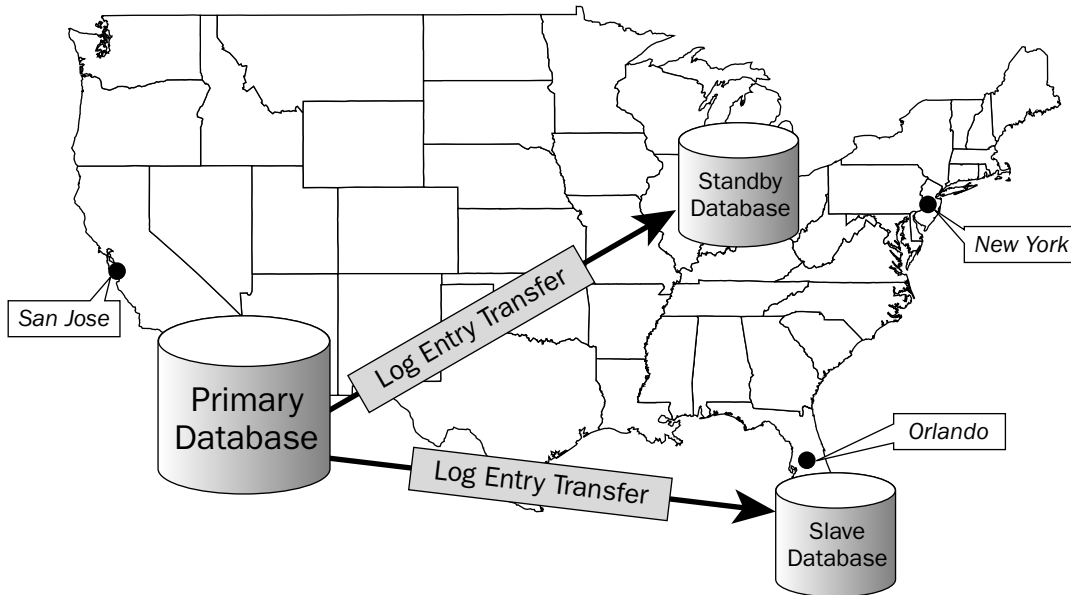 Standby
Database
New York
San Jose
Log Entry Transfer
Primary
Database
Orlando
Log Entry Transfer
Slave
Database